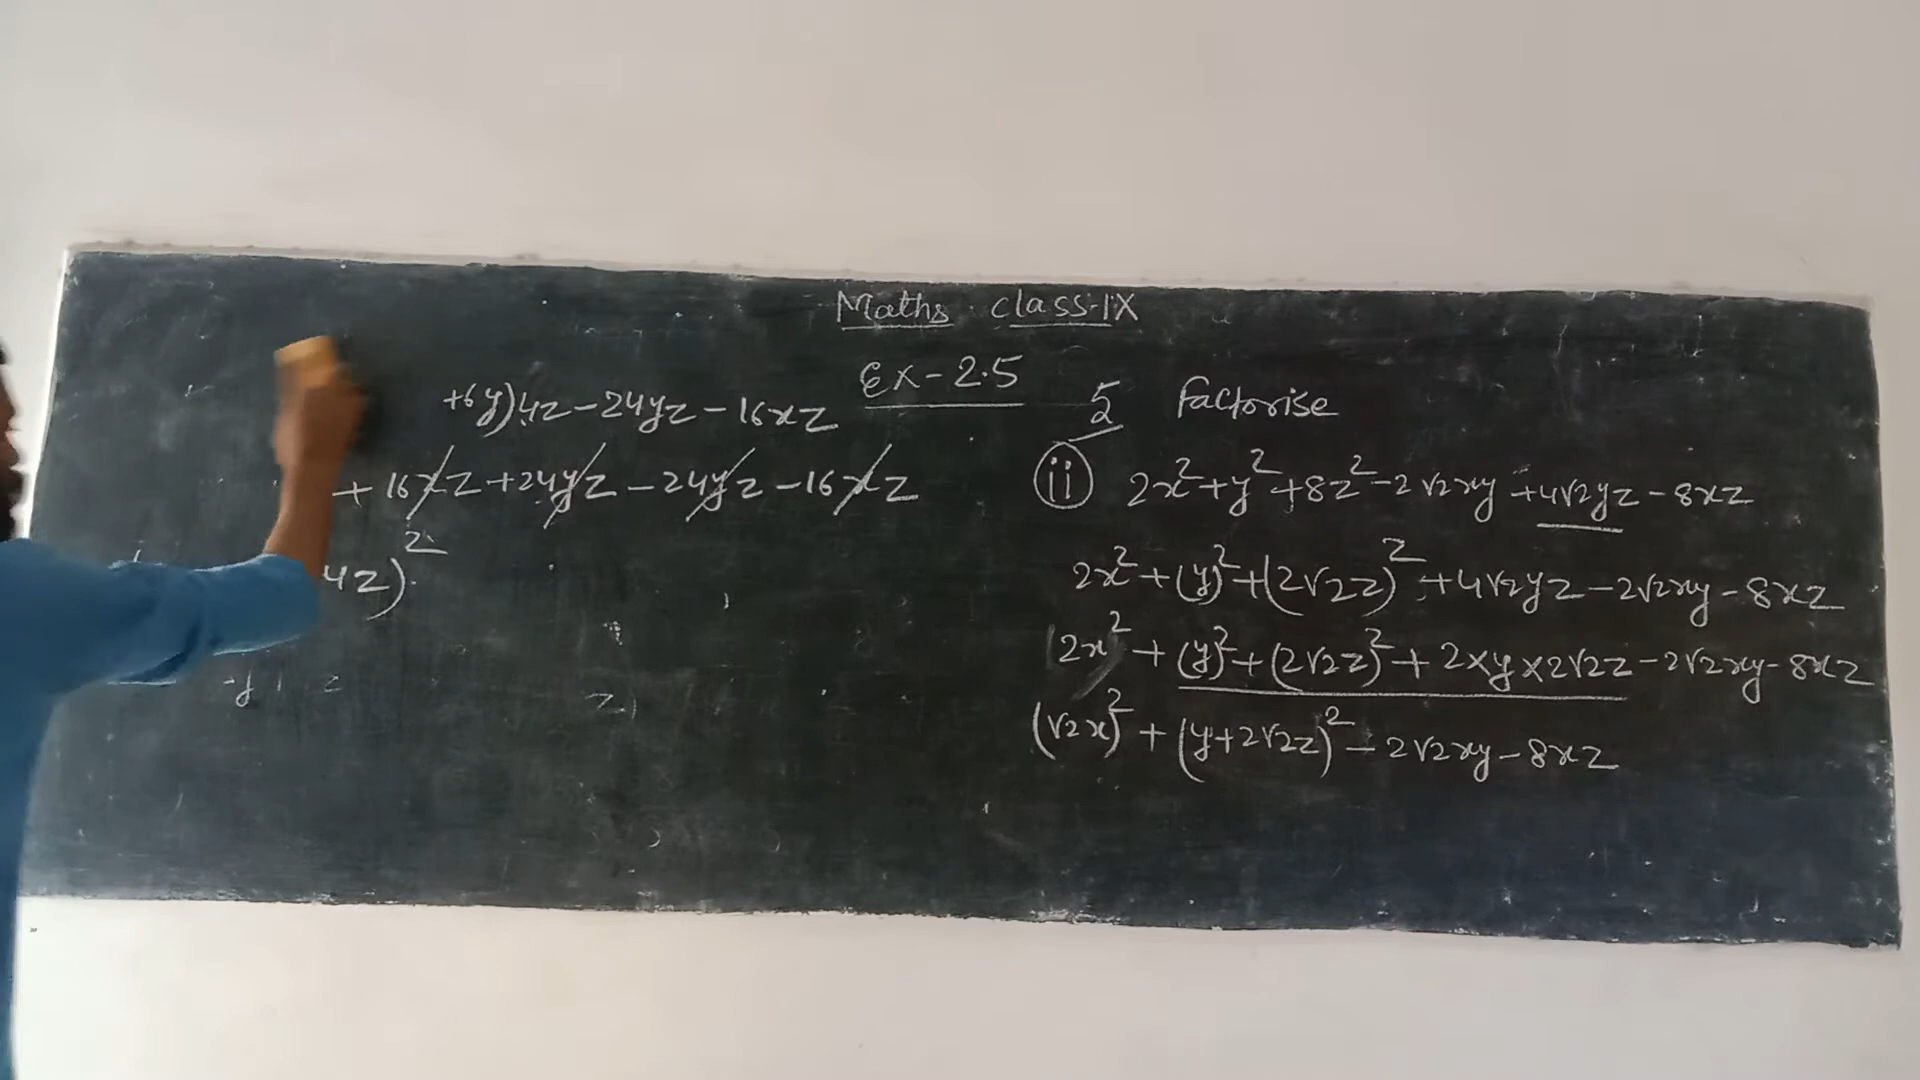 Maths class-IX
Ex-2.5
+6y)4z-24yz-16xz
+16xz+24yz-24yz-16xz
4z)²
5 Factorise
(ii) 2x²+y²+8z²-2√2xy+4√2yz-8xz
2x²+(y)²+(2√2z)²+4√2yz-2√2xy-8xz
2x²+(y)²+(2√2z)²+2×y×2√2z-2√2xy-8xz
(√2x)²+(y+2√2z)²-2√2xy-8xz